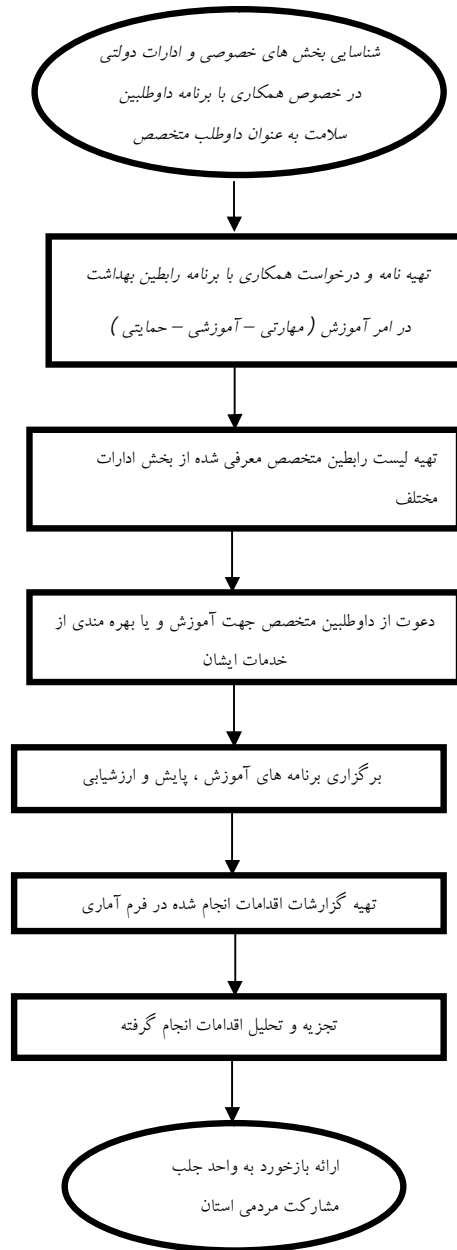 شناسایی بخش های خصوصی و ادارات دولتی
در خصوص همکاری با برنامه داوطلبین
سلامت به عنوان داوطلب متخصص
تهیه نامه و درخواست همکاری با برنامه رابطین بهداشت
در امر آموزش ( مهارتی – آموزشی – حمایتی )
تهیه لیست رابطین متخصص معرفی شده از بخش ادارات
مختلف
دعوت از داوطلبین متخصص جهت آموزش و یا بهره مندی از
خدمات ایشان
برگزاری برنامه های آموزش ، پایش و ارزشیابی
تهیه گزارشات اقدامات انجام شده در فرم آماری
تجزیه و تحلیل اقدامات انجام گرفته
ارائه بازخورد به واحد جلب
مشارکت مردمی استان